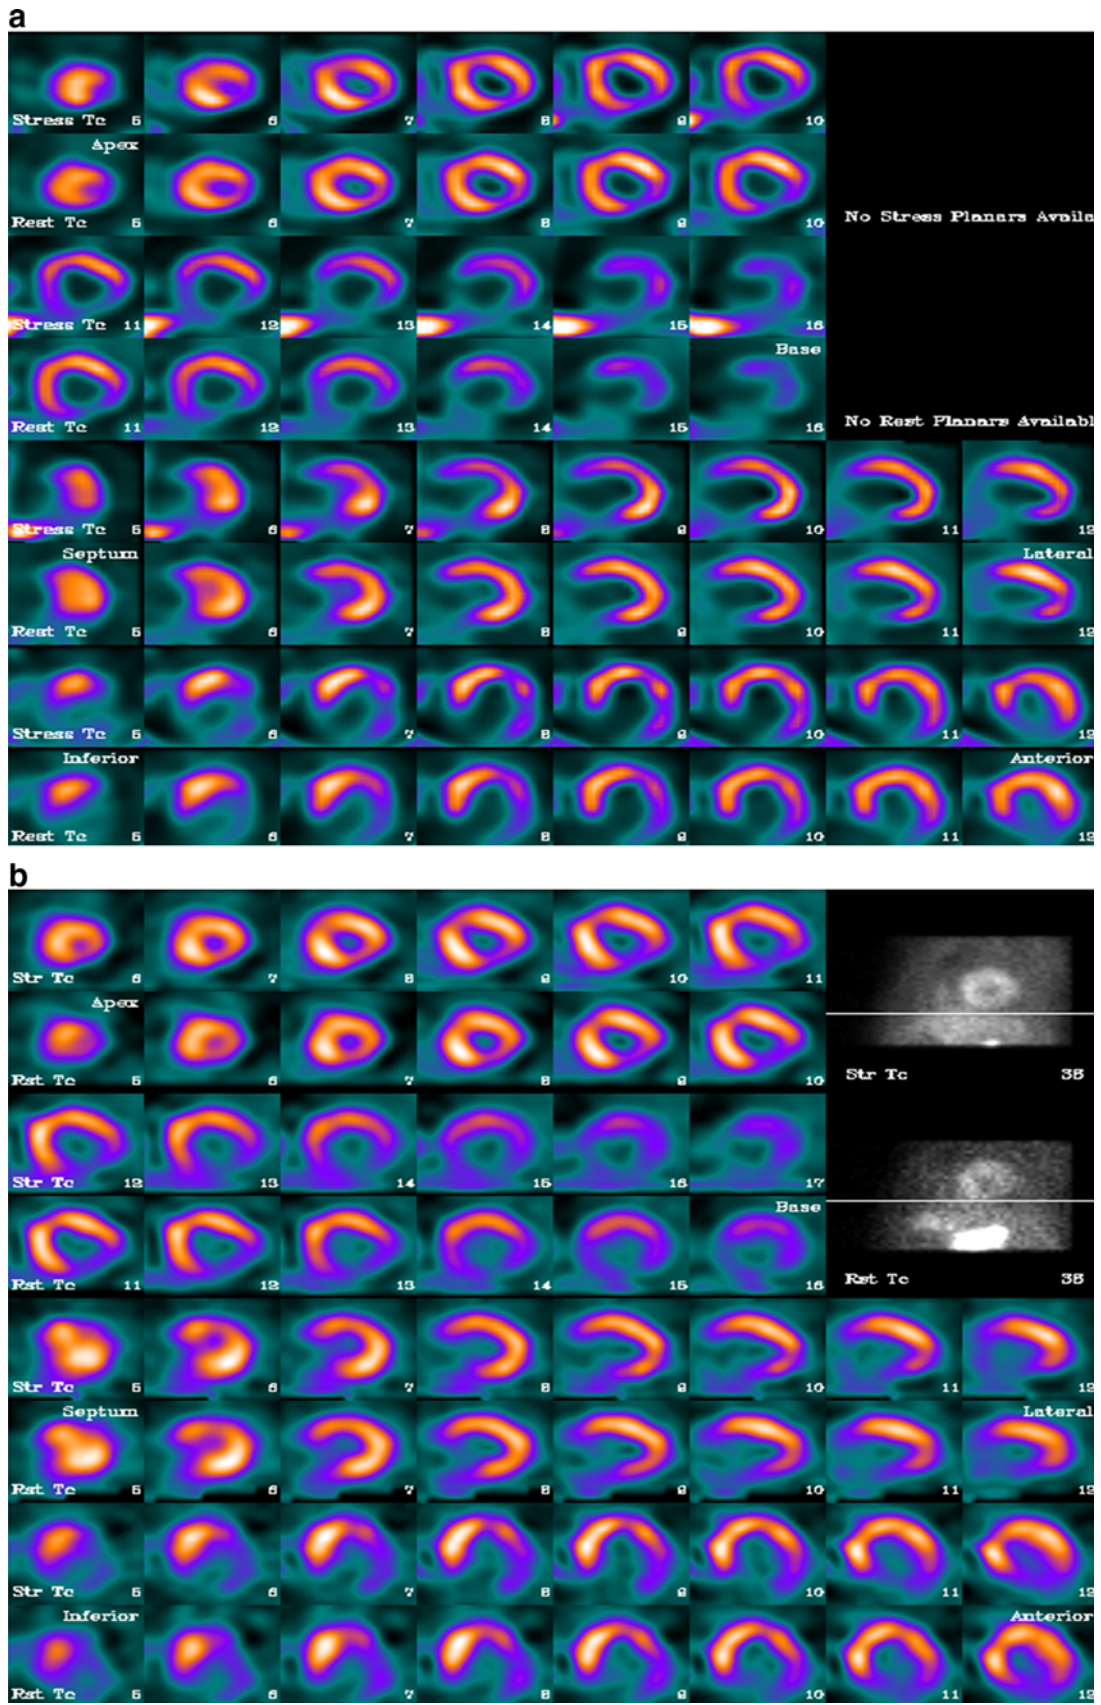 a
Stress Tc 5 6 7 8 9 10
Apex
Rest Tc 5 6 7 8 9 10
No Stress Planars Availa
Stress Tc 11 12 13 14 15 16
Base
Rest Tc 11 12 13 14 15 16
No Rest Planars Availabl
Stress Tc 5 6 7 8 9 10 11 12
Septum Lateral
Rest Tc 5 6 7 8 9 10 11 12
Stress Tc 5 6 7 8 9 10 11 12
Inferior Anterior
Rest Tc 5 6 7 8 9 10 11 12
b
Str Tc 6 7 8 9 10 11
Apex
Rst Tc 5 6 7 8 9 10
Str Tc 38
Str Tc 12 13 14 15 16 17
Base
Rst Tc 11 12 13 14 15 16
Rst Tc 38
Str Tc 5 6 7 8 9 10 11 12
Septum Lateral
Rst Tc 5 6 7 8 9 10 11 12
Str Tc 5 6 7 8 9 10 11 12
Inferior Anterior
Rst Tc 5 6 7 8 9 10 11 12